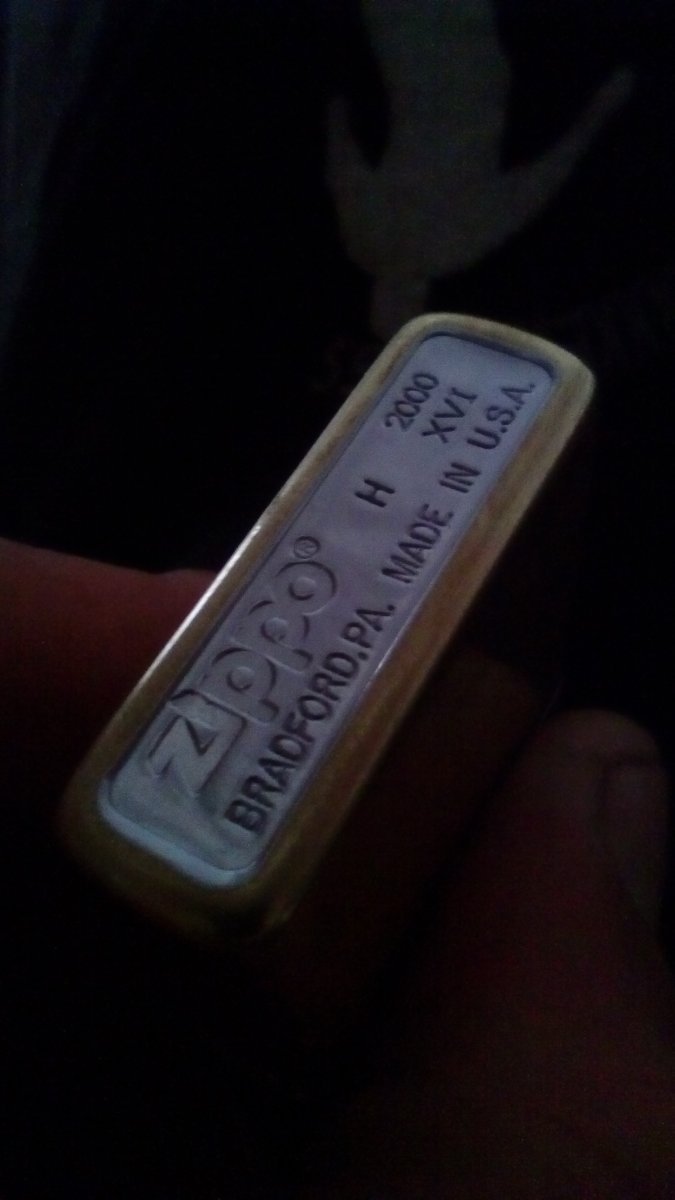 2000
H XVI
zippo®
BRADFORD,PA. MADE IN U.S.A.